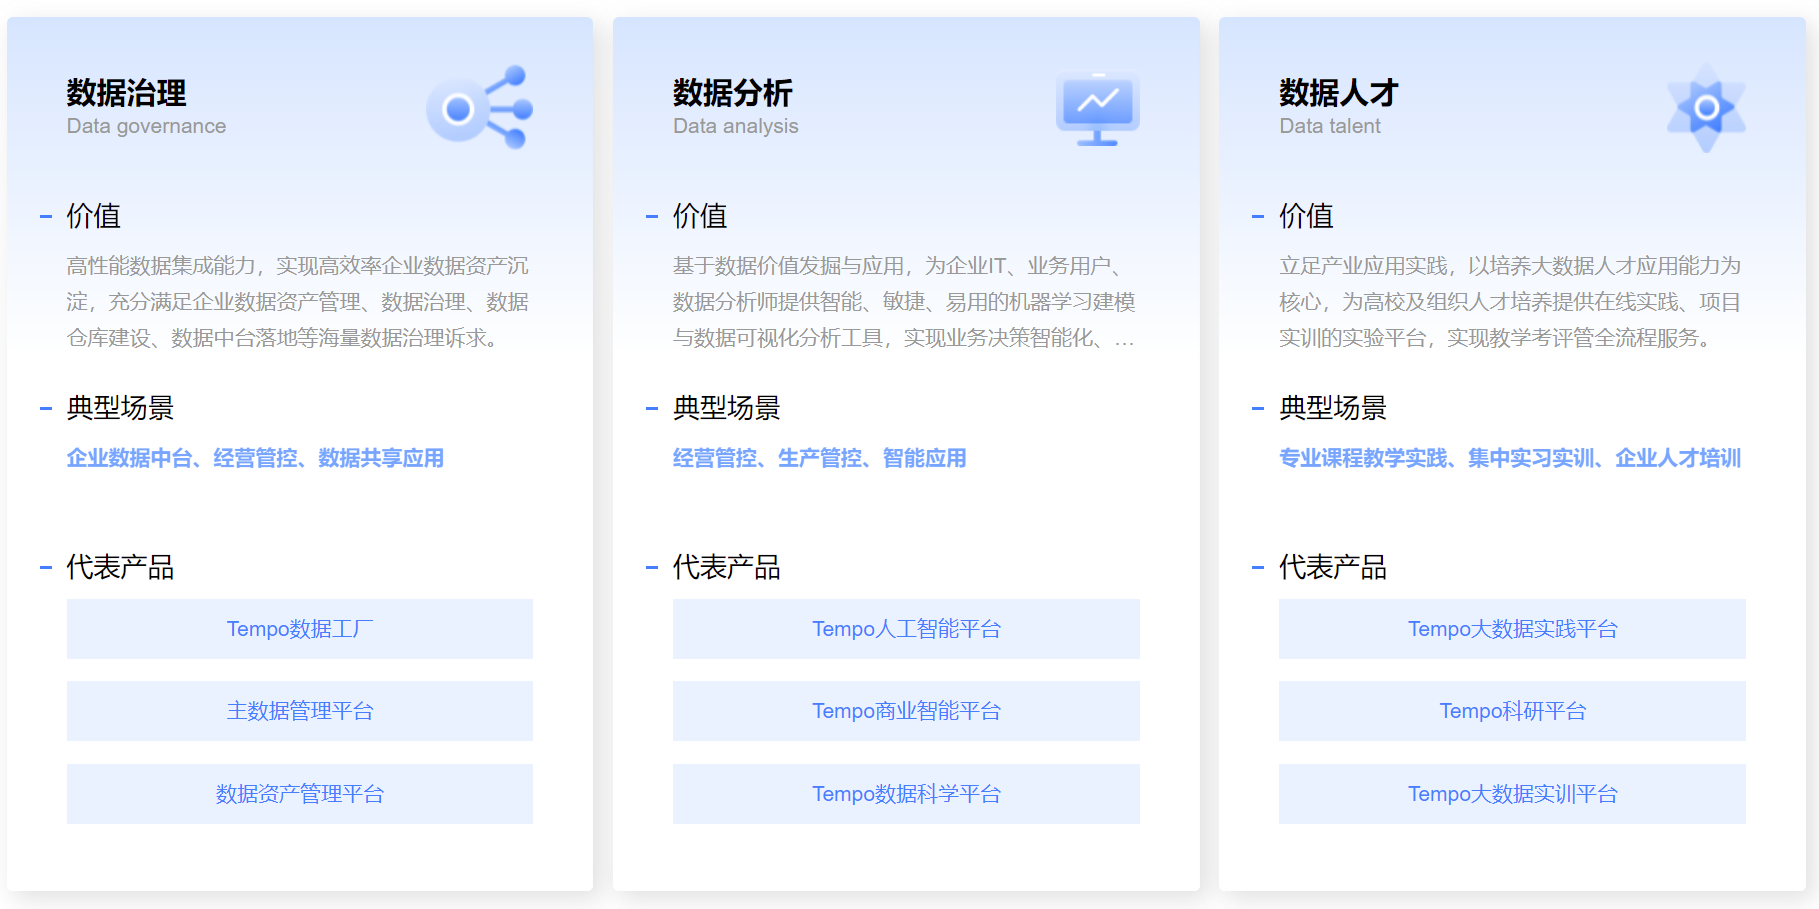 数据治理
Data governance
价值
高性能数据集成能力，实现高效率企业数据资产沉
淀，充分满足企业数据资产管理、数据治理、数据
仓库建设、数据中台落地等海量数据治理诉求。
典型场景
企业数据中台、经营管控、数据共享应用
代表产品
Tempo数据工厂
主数据管理平台
数据资产管理平台
数据分析
Data analysis
价值
基于数据价值发掘与应用，为企业IT、业务用户、
数据分析师提供智能、敏捷、易用的机器学习建模
与数据可视化分析工具，实现业务决策智能化、...
典型场景
经营管控、生产管控、智能应用
代表产品
Tempo人工智能平台
Tempo商业智能平台
Tempo数据科学平台
数据人才
Data talent
价值
立足产业应用实践，以培养大数据人才应用能力为
核心，为高校及组织人才培养提供在线实践、项目
实训的实验平台，实现教学考评管全流程服务。
典型场景
专业课程教学实践、集中实习实训、企业人才培训
代表产品
Tempo大数据实践平台
Tempo科研平台
Tempo大数据实训平台